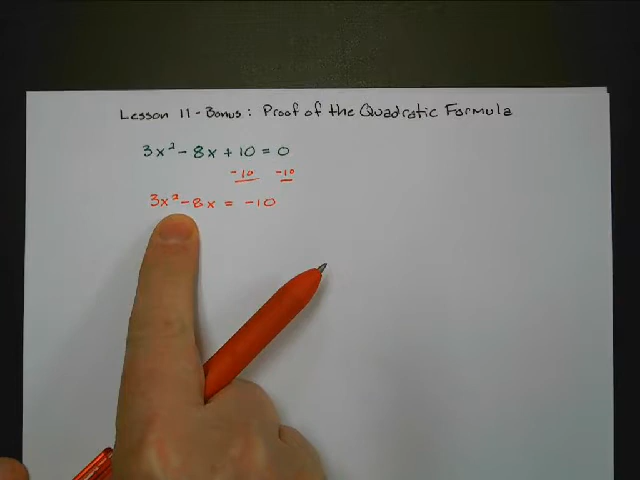 Lesson 11 - Bonus: Proof of the Quadratic Formula
3x² - 8x + 10 = 0
-10 -10
3x² - 8x = -10